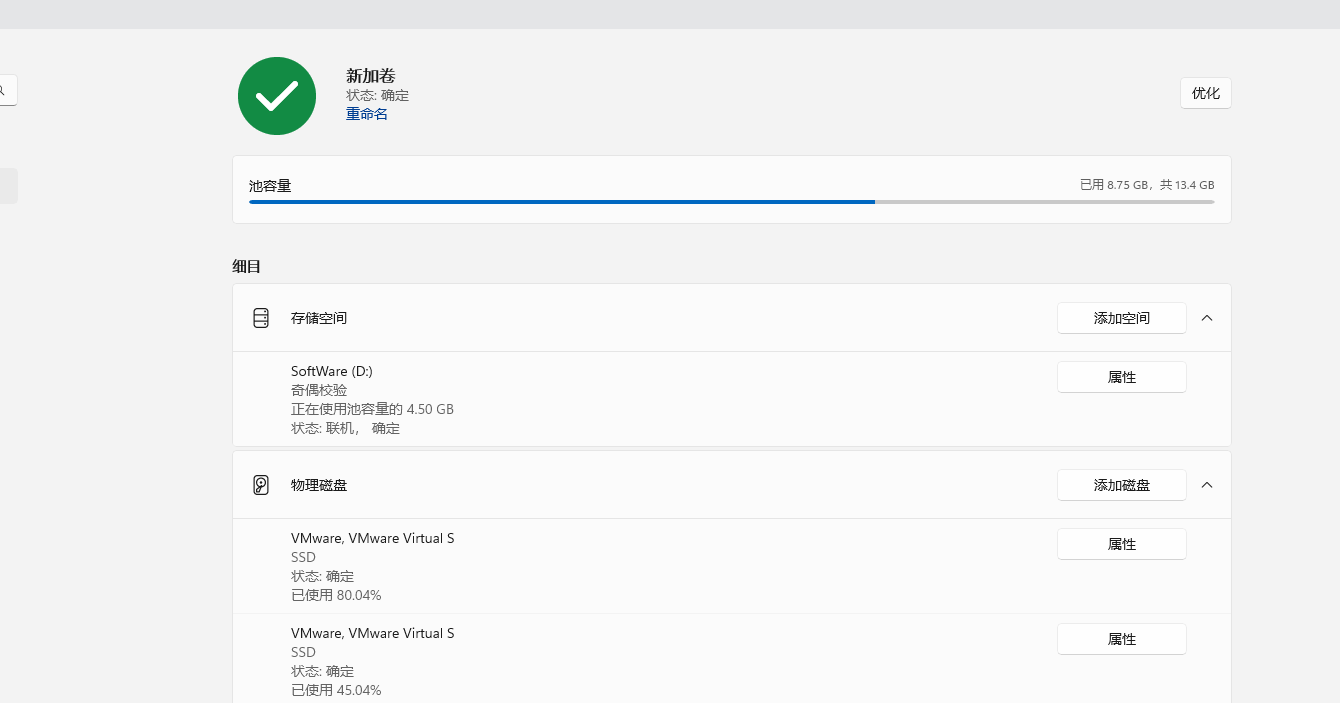 新加卷
状态: 确定
重命名
优化
池容量
已用 8.75 GB，共 13.4 GB
细目
存储空间
添加空间
SoftWare (D:)
属性
奇偶校验
正在使用池容量的 4.50 GB
状态: 联机， 确定
物理磁盘
添加磁盘
VMware, VMware Virtual S
属性
SSD
状态: 确定
已使用 80.04%
VMware, VMware Virtual S
属性
SSD
状态: 确定
已使用 45.04%